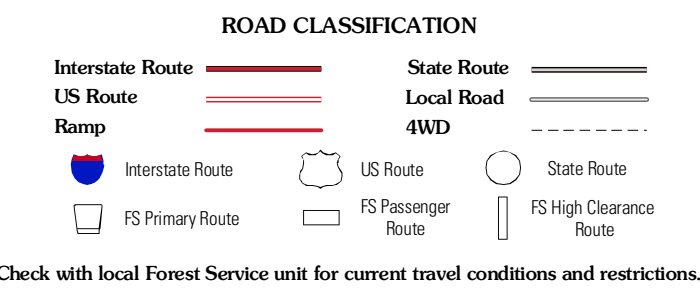 ROAD CLASSIFICATION
Interstate Route
State Route
US Route
Local Road
Ramp
4WD
Interstate Route
US Route
State Route
FS Primary Route
FS Passenger
Route
FS High Clearance
Route
Check with local Forest Service unit for current travel conditions and restrictions.